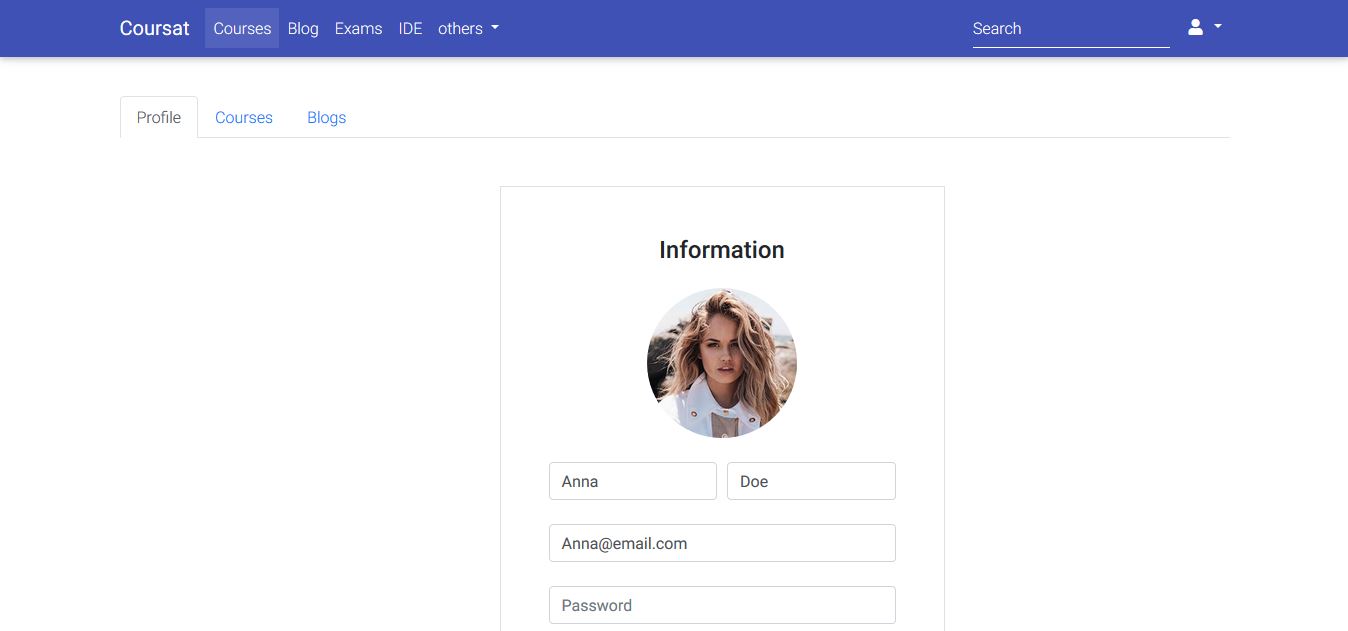 Coursat Courses Blog Exams IDE others Search
Profile Courses Blogs
Information
Anna Doe
Anna@email.com
Password